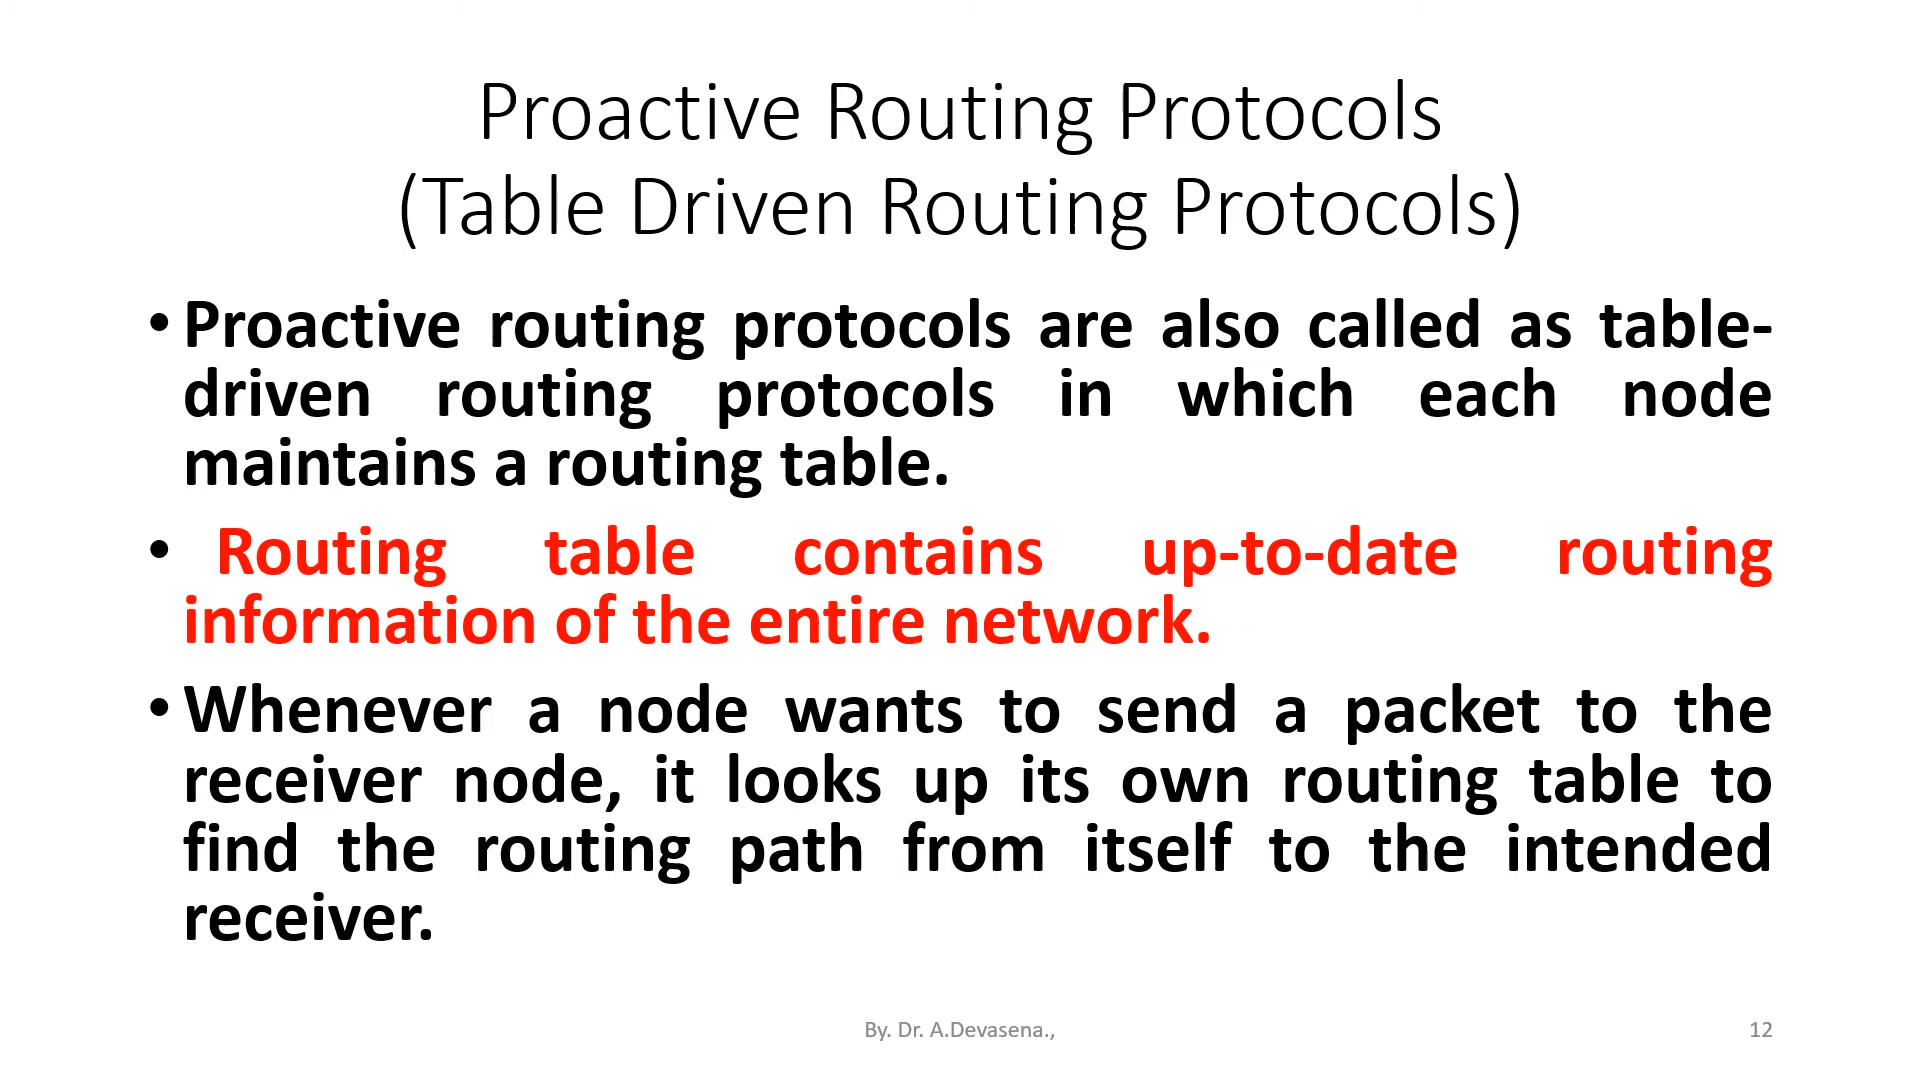 Proactive Routing Protocols
(Table Driven Routing Protocols)
• Proactive routing protocols are also called as table-
driven routing protocols in which each node
maintains a routing table.
• Routing table contains up-to-date routing
information of the entire network.
• Whenever a node wants to send a packet to the
receiver node, it looks up its own routing table to
find the routing path from itself to the intended
receiver.
By. Dr. A.Devasena.,
12